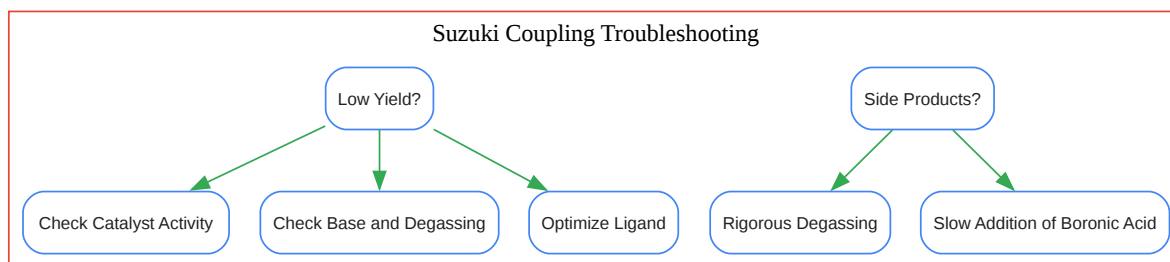 Suzuki Coupling Troubleshooting
Low Yield?
Side Products?
Check Catalyst Activity
Check Base and Degassing
Optimize Ligand
Rigorous Degassing
Slow Addition of Boronic Acid